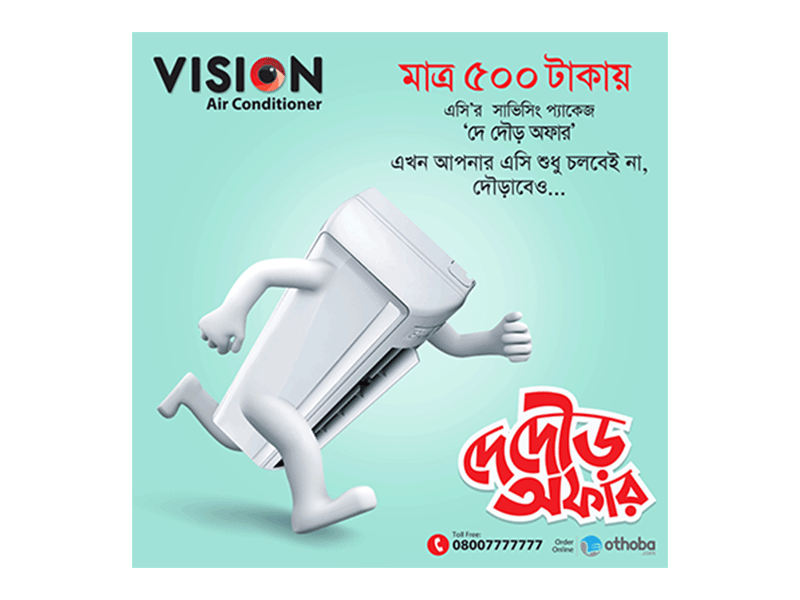 VISION
Air Conditioner
মাত্র ৫০০ টাকায়
এসি'র সার্ভিসিং প্যাকেজ
'দে দৌড় অফার'
এখন আপনার এসি শুধু চলবেই না,
দৌড়াবেও...
দে দৌড়
অফার
Toll Free:
08007777777
Order
Online
othoba
.com